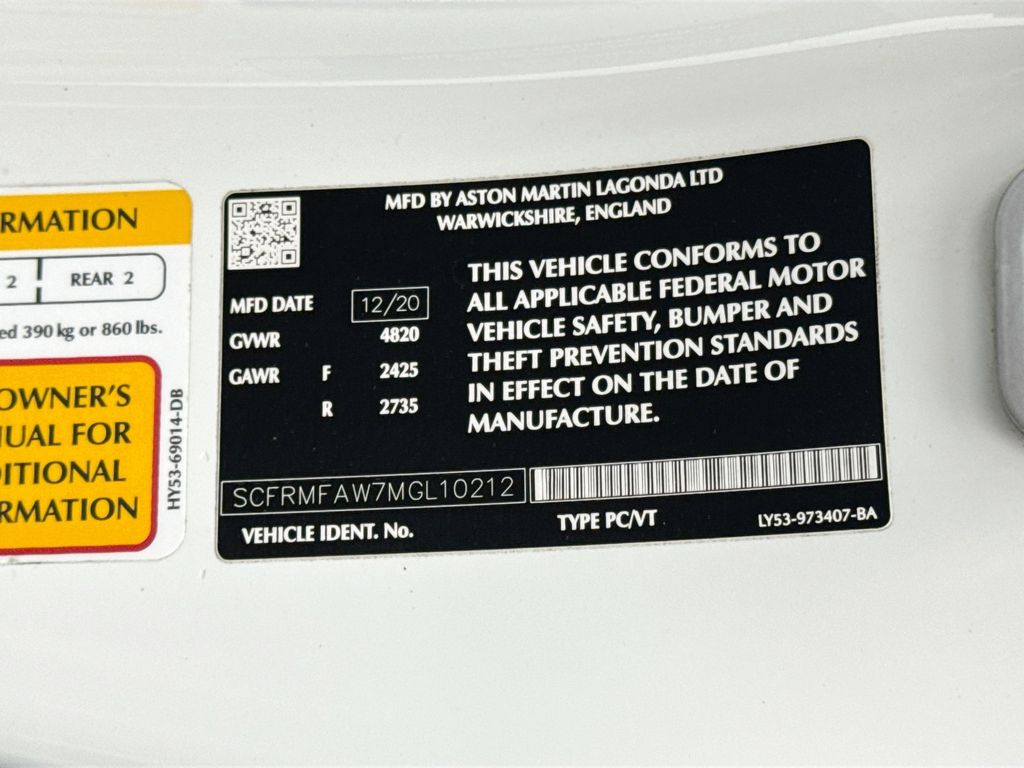 RMATION
2 REAR 2
ed 390 kg or 860 lbs.
OWNER'S
UAL FOR
ITIONAL
RMATION
HY53-69014-DB
MFD BY ASTON MARTIN LAGONDA LTD
WARWICKSHIRE, ENGLAND
MFD DATE 12/20
GVWR 4820
GAWR F 2425
R 2735
THIS VEHICLE CONFORMS TO
ALL APPLICABLE FEDERAL MOTOR
VEHICLE SAFETY, BUMPER AND
THEFT PREVENTION STANDARDS
IN EFFECT ON THE DATE OF
MANUFACTURE.
SCFRMFAW7MGL10212
VEHICLE IDENT. No.
TYPE PC/VT
LY53-973407-BA